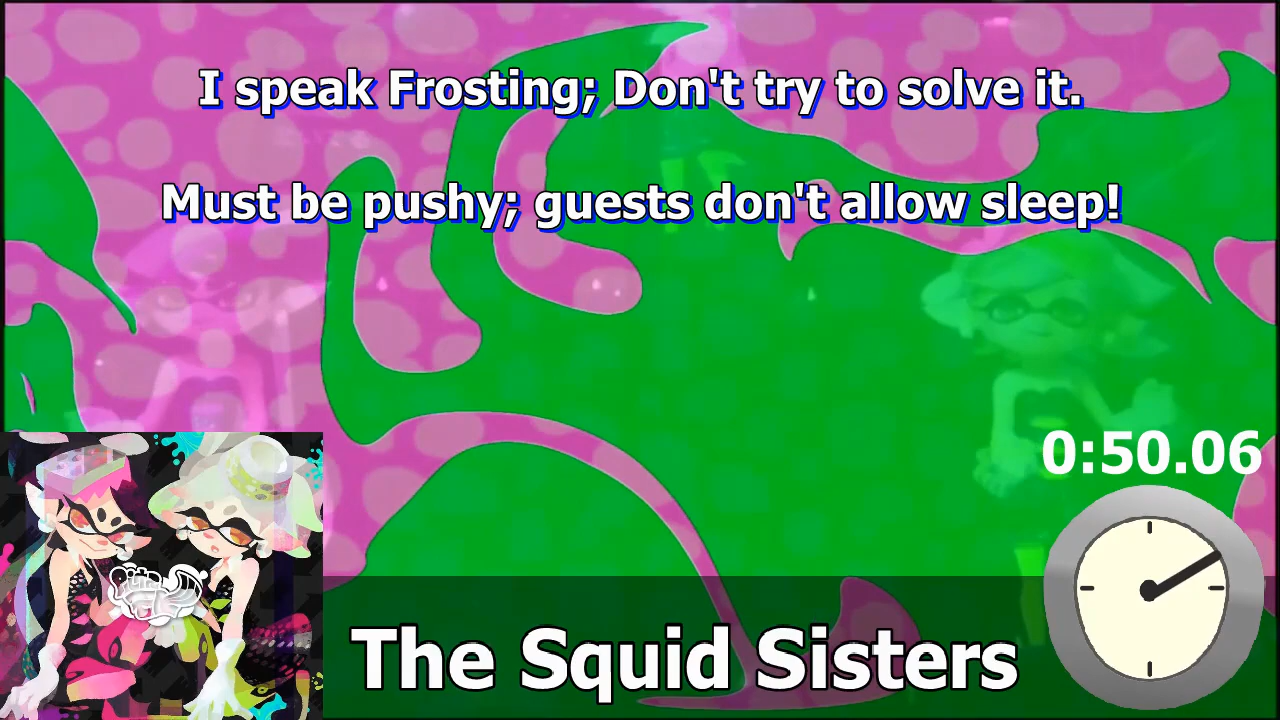 I speak Frosting; Don't try to solve it.
Must be pushy; guests don't allow sleep!
0:50.06
The Squid Sisters